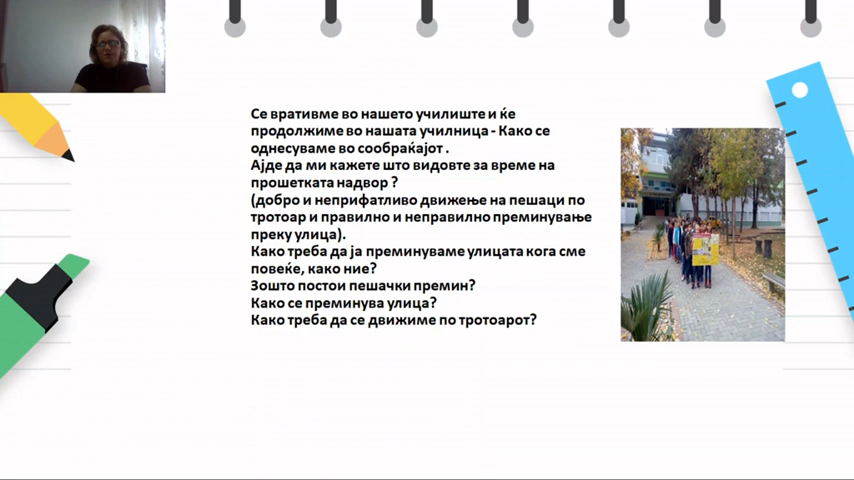 Се вративме во нашето училиште и ќе
продолжиме во нашата училница - Како се
однесуваме во сообраќајот .
Ајде да ми кажете што видовте за време на
прошетката надвор ?
(добро и неприфатливо движење на пешаци по
тротоар и правилно и неправилно преминување
преку улица).
Како треба да ја преминуваме улицата кога сме
повеќе, како ние?
Зошто постои пешачки премин?
Како се преминува улица?
Како треба да се движиме по тротоарот?